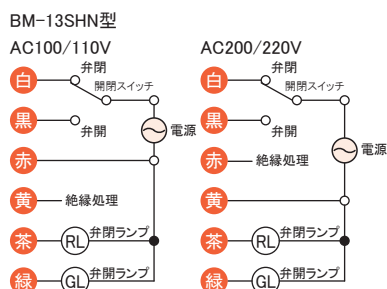 BM-13SHN型
AC100/110V
白
弁閉
開閉スイッチ
黒
弁開
電源
赤
黄
絶縁処理
茶
RL
弁閉ランプ
緑
GL
弁開ランプ
AC200/220V
白
弁閉
開閉スイッチ
黒
弁開
赤
絶縁処理
電源
黄
茶
RL
弁閉ランプ
緑
GL
弁開ランプ